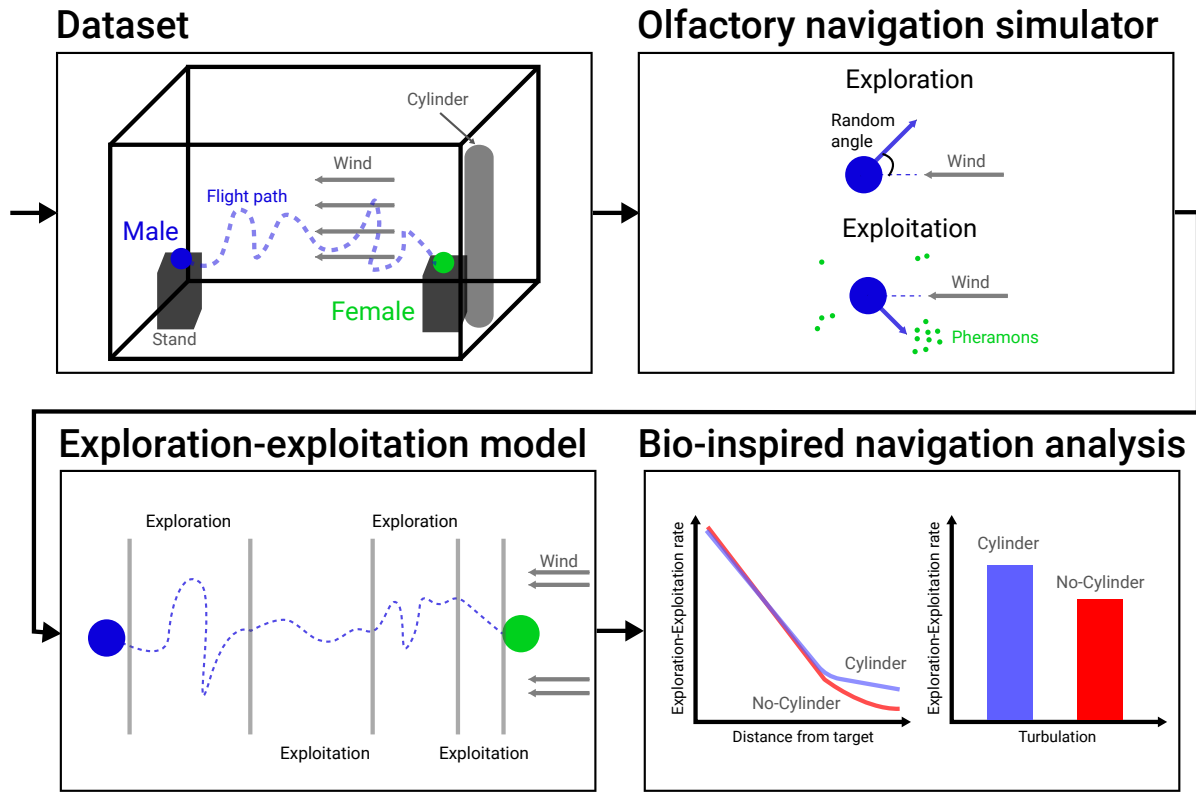 Dataset
Cylinder
Wind
Flight path
Male
Female
Stand
Olfactory navigation simulator
Exploration
Random
angle
Wind
Exploitation
Wind
Pheramons
Exploration-exploitation model
Exploration
Exploration
Wind
Exploitation
Exploitation
Bio-inspired navigation analysis
Exploration-Exploitation rate
Cylinder
No-Cylinder
Distance from target
Exploration-Exploitation rate
Cylinder
No-Cylinder
Turbulation